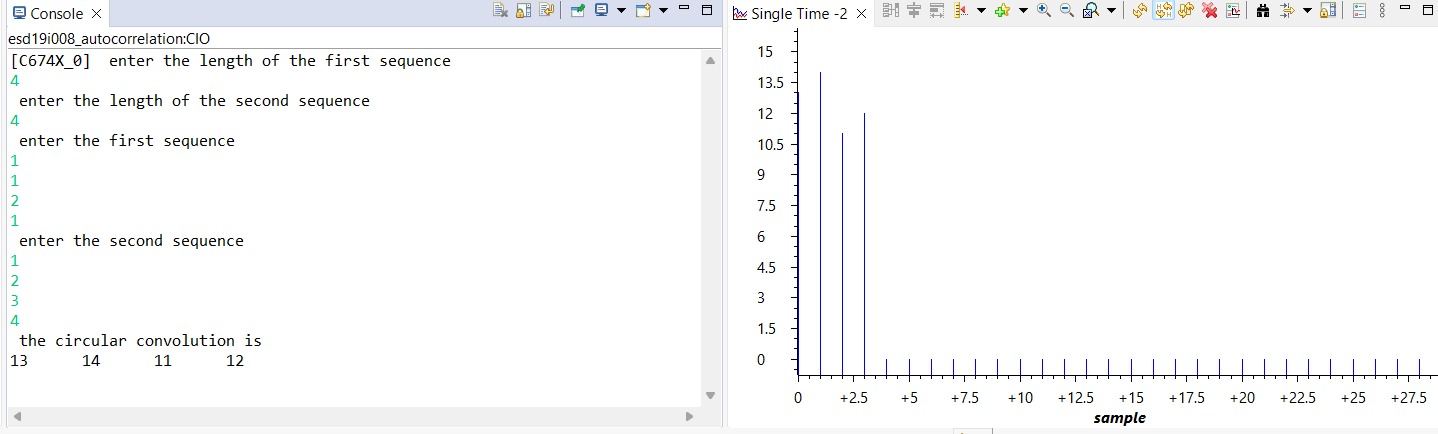 Console
esd19i008_autocorrelation:CIO
[C674X_0]  enter the length of the first sequence
4
enter the length of the second sequence
4
enter the first sequence
1
1
2
1
enter the second sequence
1
2
3
4
the circular convolution is
13 14 11 12
Single Time -2
15
13.5
12
10.5
9
7.5
6
4.5
3
1.5
0
0 +2.5 +5 +7.5 +10 +12.5 +15 +17.5 +20 +22.5 +25 +27.5
sample